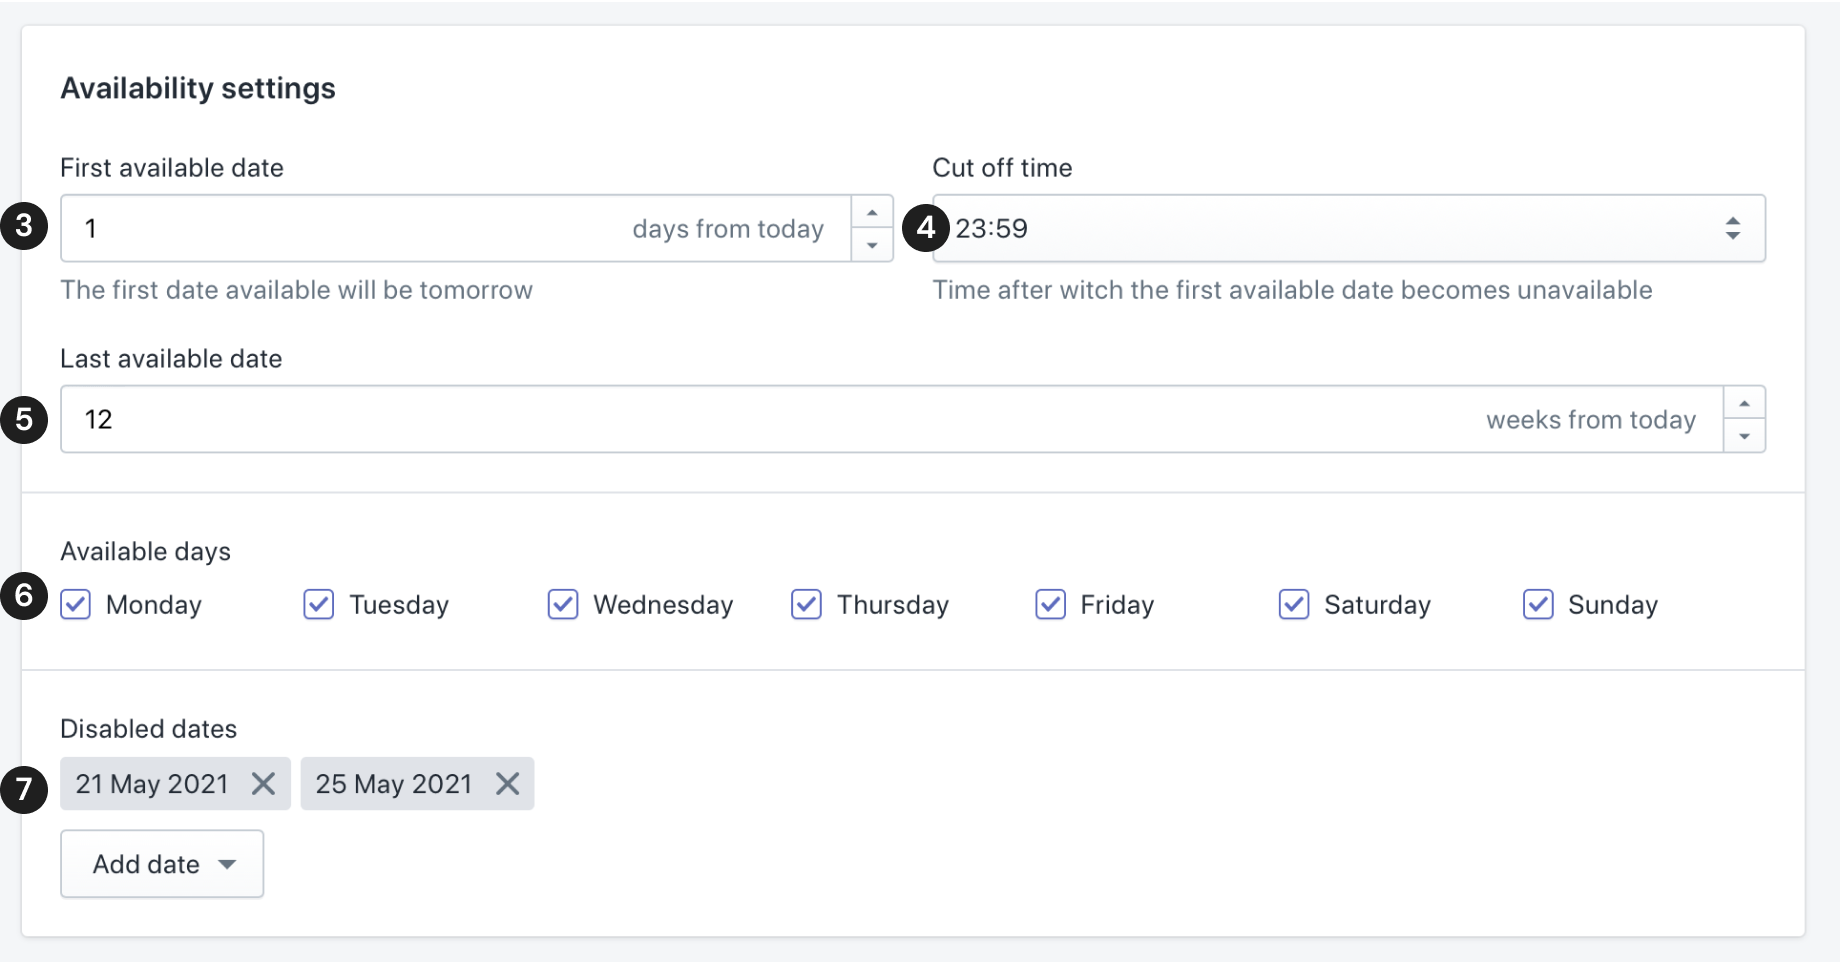 Availability settings
First available date
Cut off time
3
1
days from today
4
23:59
The first date available will be tomorrow
Time after witch the first available date becomes unavailable
Last available date
5
12
weeks from today
Available days
6
Monday
Tuesday
Wednesday
Thursday
Friday
Saturday
Sunday
Disabled dates
7
21 May 2021
25 May 2021
Add date